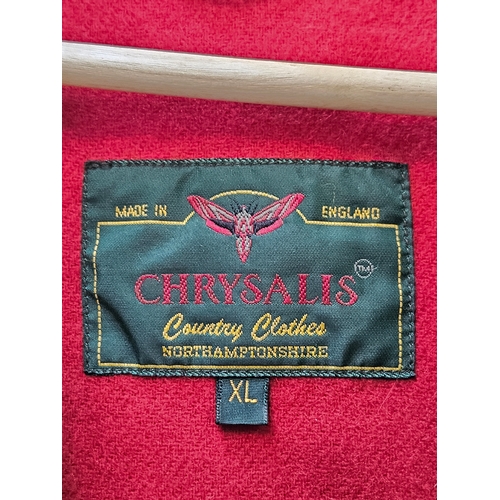 MADE IN ENGLAND
CHRYSALIS TM
Country Clothes
NORTHAMPTONSHIRE
XL